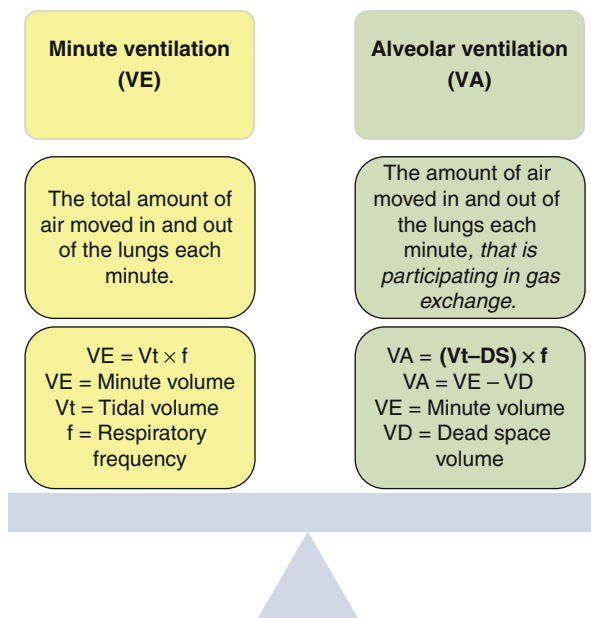 Minute ventilation
(VE)
The total amount of
air moved in and out
of the lungs each
minute.
VE = Vt × f
VE = Minute volume
Vt = Tidal volume
f = Respiratory
frequency
Alveolar ventilation
(VA)
The amount of air
moved in and out of
the lungs each
minute, that is
participating in gas
exchange.
VA = (Vt–DS) × f
VA = VE – VD
VE = Minute volume
VD = Dead space
volume